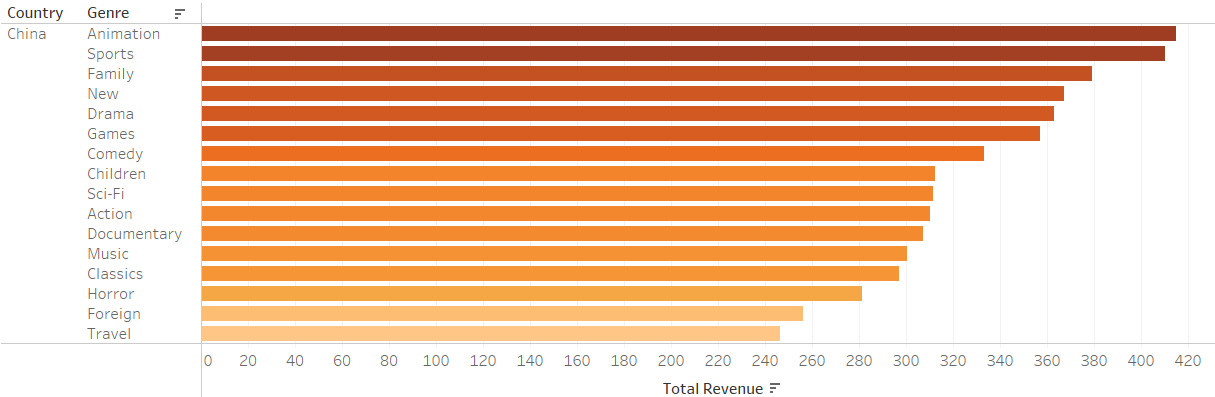 Country Genre
China Animation
Sports
Family
New
Drama
Games
Comedy
Children
Sci-Fi
Action
Documentary
Music
Classics
Horror
Foreign
Travel
0 20 40 60 80 100 120 140 160 180 200 220 240 260 280 300 320 340 360 380 400 420
Total Revenue